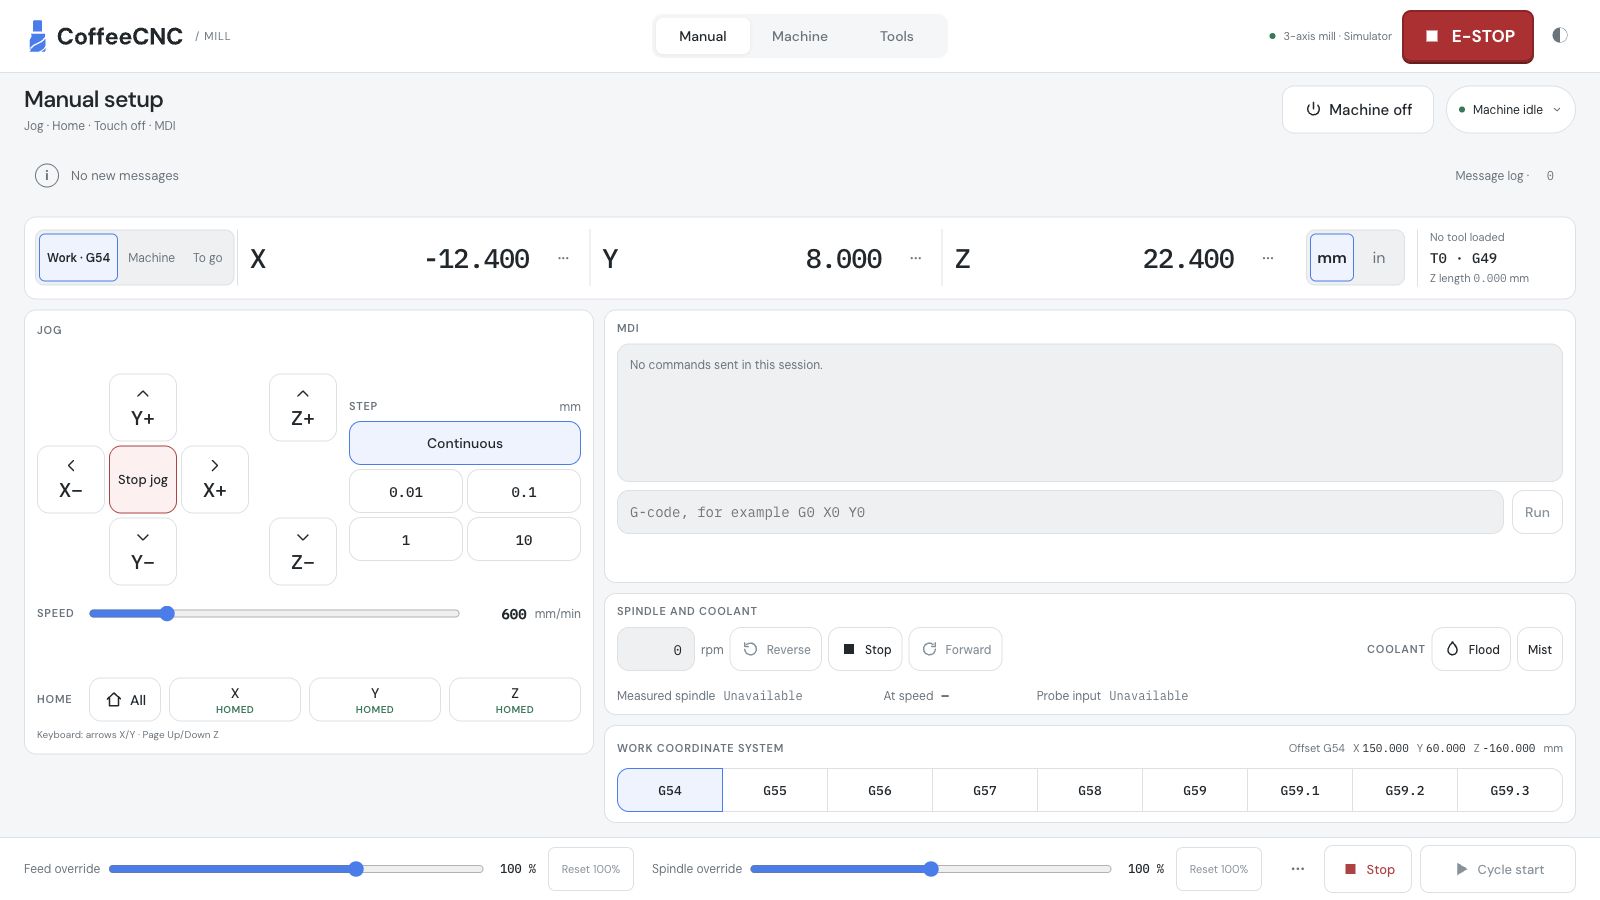 CoffeeCNC / MILL
Manual Machine Tools
3-axis mill · Simulator
E-STOP
Manual setup
Jog · Home · Touch off · MDI
Machine off
Machine idle
i No new messages
Message log · 0
Work · G54 Machine To go
X -12.400 ···
Y 8.000 ···
Z 22.400 ···
mm in
No tool loaded
T0 · G49
Z length 0.000 mm
JOG
Y+
Z+
X−
Stop jog
X+
Y−
Z−
STEP mm
Continuous
0.01 0.1
1 10
SPEED 600 mm/min
HOME All
X HOMED
Y HOMED
Z HOMED
Keyboard: arrows X/Y · Page Up/Down Z
MDI
No commands sent in this session.
G-code, for example G0 X0 Y0
Run
SPINDLE AND COOLANT
0 rpm Reverse Stop Forward
COOLANT Flood Mist
Measured spindle Unavailable At speed — Probe input Unavailable
WORK COORDINATE SYSTEM
Offset G54 X 150.000 Y 60.000 Z -160.000 mm
G54 G55 G56 G57 G58 G59 G59.1 G59.2 G59.3
Feed override 100 % Reset 100%
Spindle override 100 % Reset 100%
··· Stop Cycle start